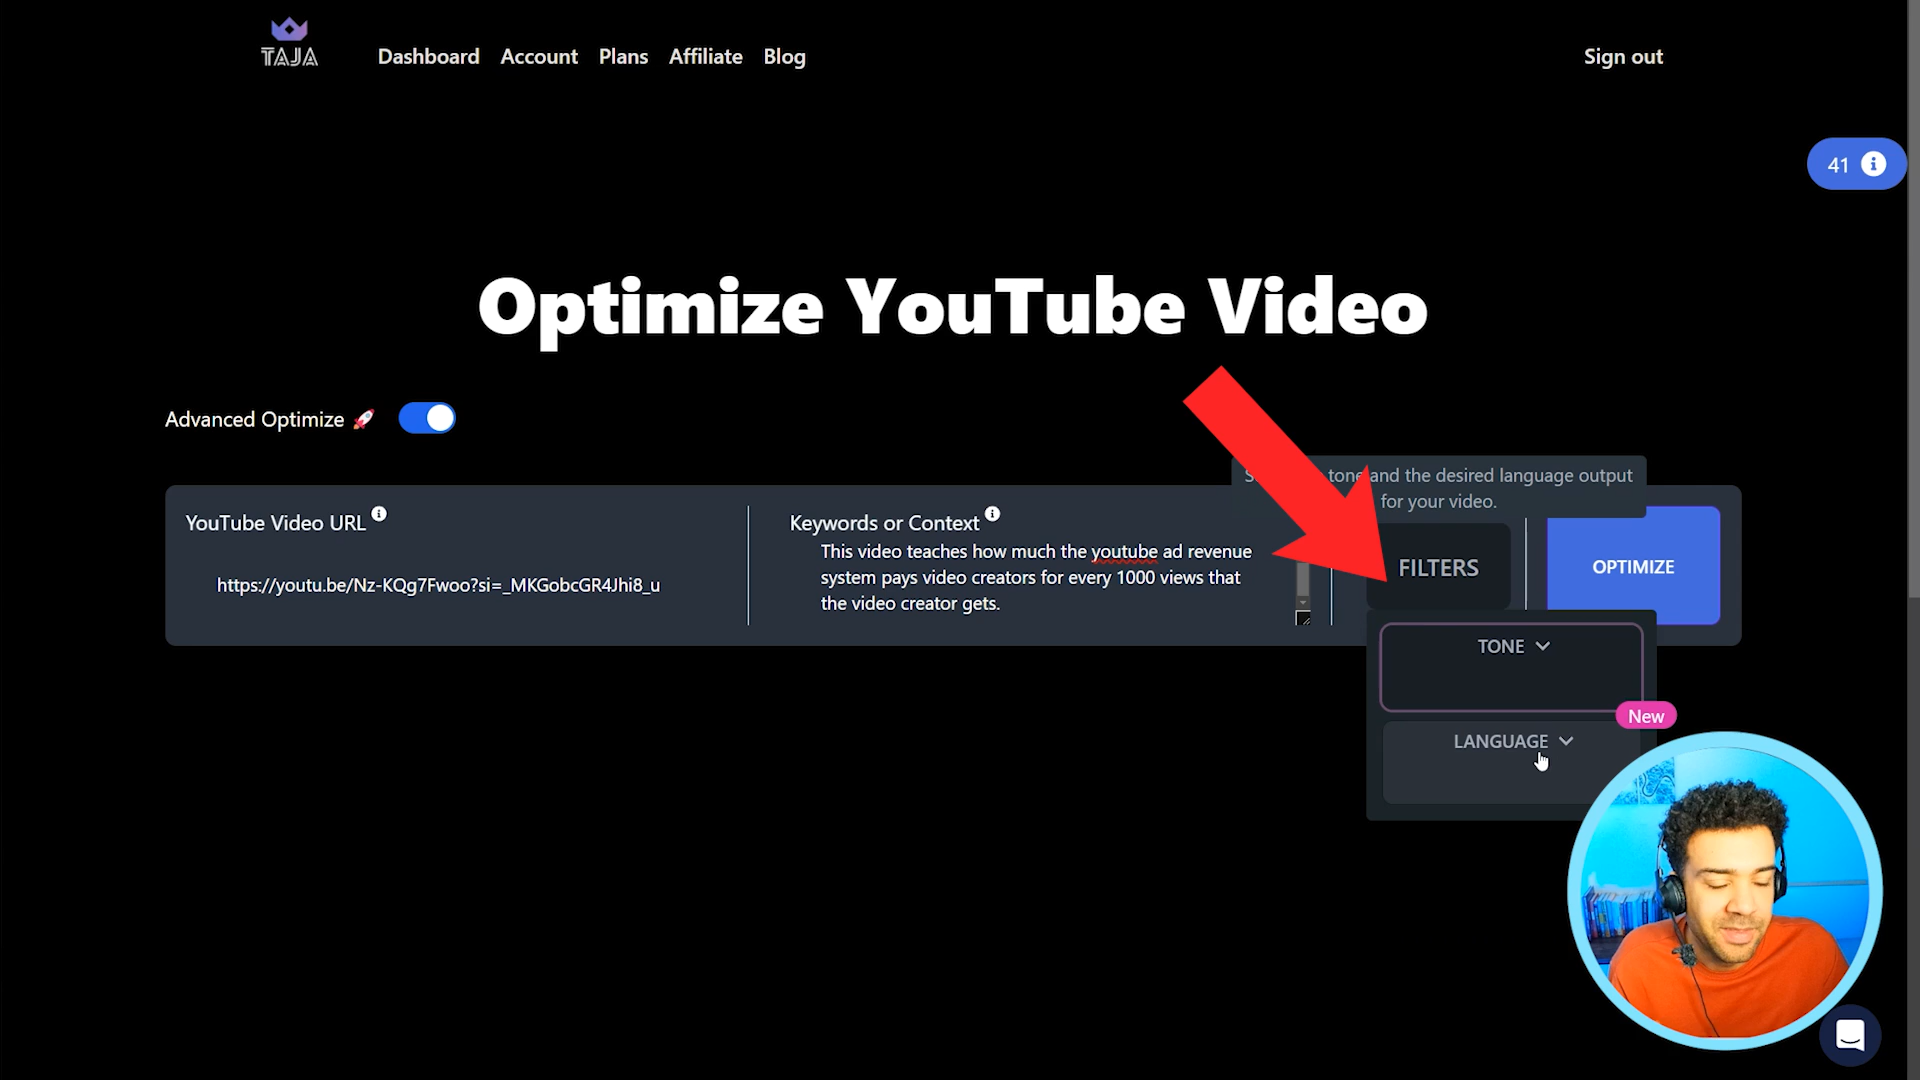 TAJA
Dashboard Account Plans Affiliate Blog
Sign out
41
Optimize YouTube Video
Advanced Optimize
tone and the desired language output
for your video.
YouTube Video URL
https://youtu.be/Nz-KQg7Fwoo?si=_MKGobcGR4Jhi8_u
Keywords or Context
This video teaches how much the youtube ad revenue
system pays video creators for every 1000 views that
the video creator gets.
FILTERS
OPTIMIZE
TONE
New
LANGUAGE